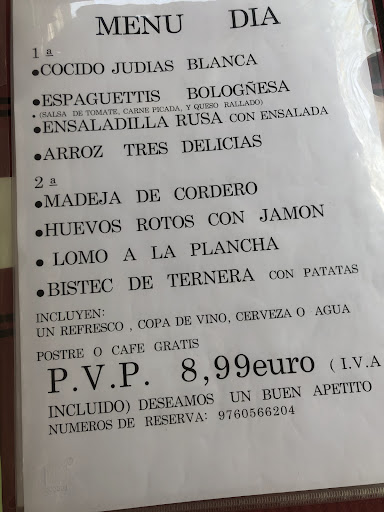 MENU DIA
1ª
•COCIDO JUDIAS BLANCA
•ESPAGUETTIS BOLOGÑESA
• (SALSA DE TOMATE, CARNE PICADA, Y QUESO RALLADO)
•ENSALADILLA RUSA CON ENSALADA
•ARROZ TRES DELICIAS
2ª
•MADEJA DE CORDERO
•HUEVOS ROTOS CON JAMON
• LOMO A LA PLANCHA
•BISTEC DE TERNERA CON PATATAS
INCLUYEN:
UN REFRESCO , COPA DE VINO, CERVEZA O AGUA
POSTRE O CAFE GRATIS
P.V.P. 8,99euro ( I.V.A
INCLUIDO) DESEAMOS UN BUEN APETITO
NUMEROS DE RESERVA: 9760566204